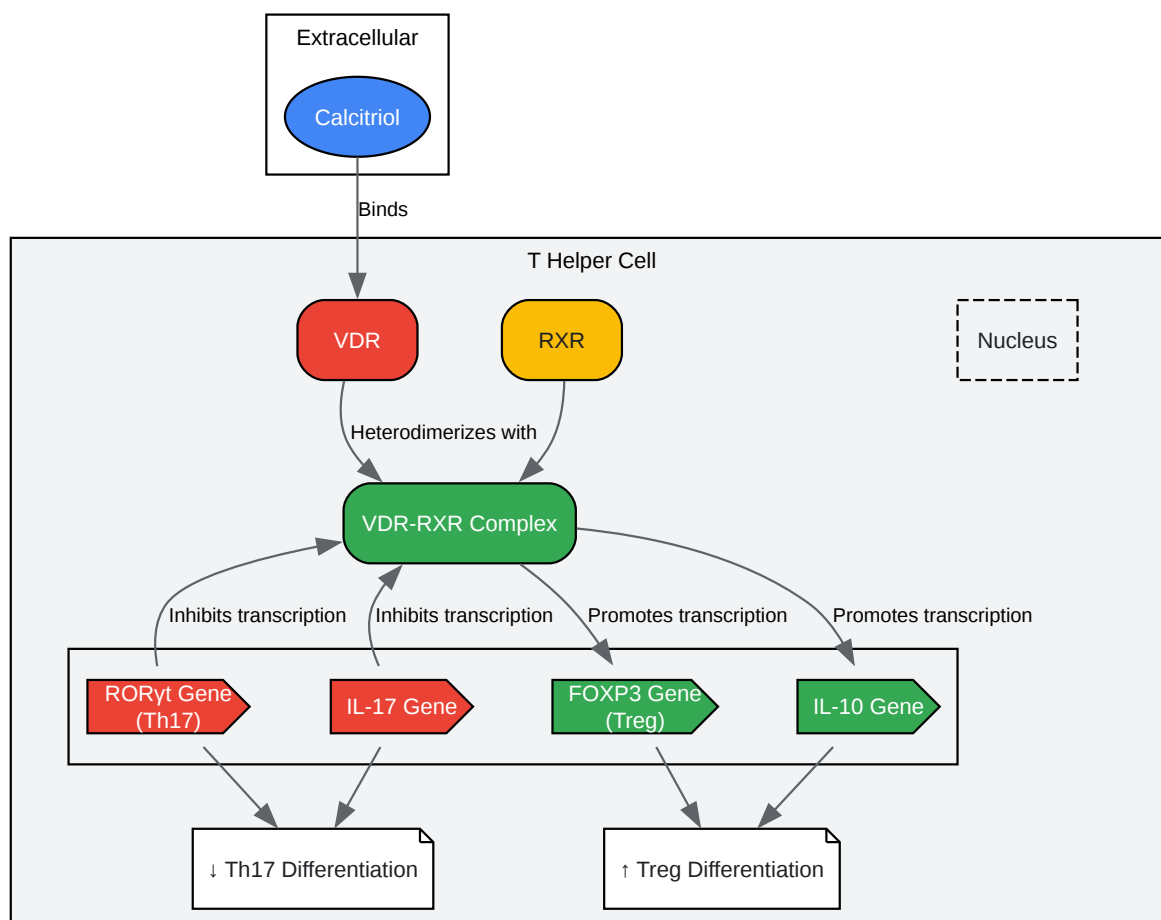 Extracellular
Calcitriol
Binds
T Helper Cell
VDR
RXR
Nucleus
Heterodimerizes with
VDR-RXR Complex
Inhibits transcription
Inhibits transcription
Promotes transcription
Promotes transcription
RORγt Gene
(Th17)
IL-17 Gene
FOXP3 Gene
(Treg)
IL-10 Gene
↓ Th17 Differentiation
↑ Treg Differentiation